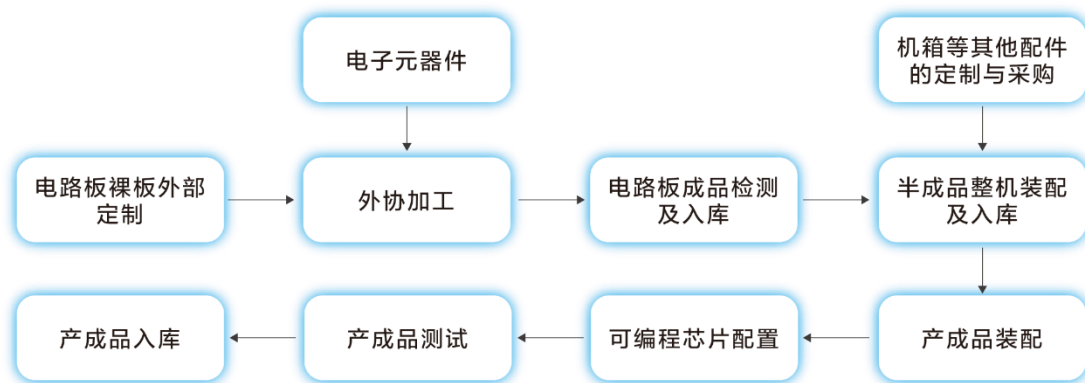 电子元器件
机箱等其他配件
的定制与采购
电路板裸板外部
定制
外协加工
电路板成品检测
及入库
半成品整机装配
及入库
产成品入库
产成品测试
可编程芯片配置
产成品装配